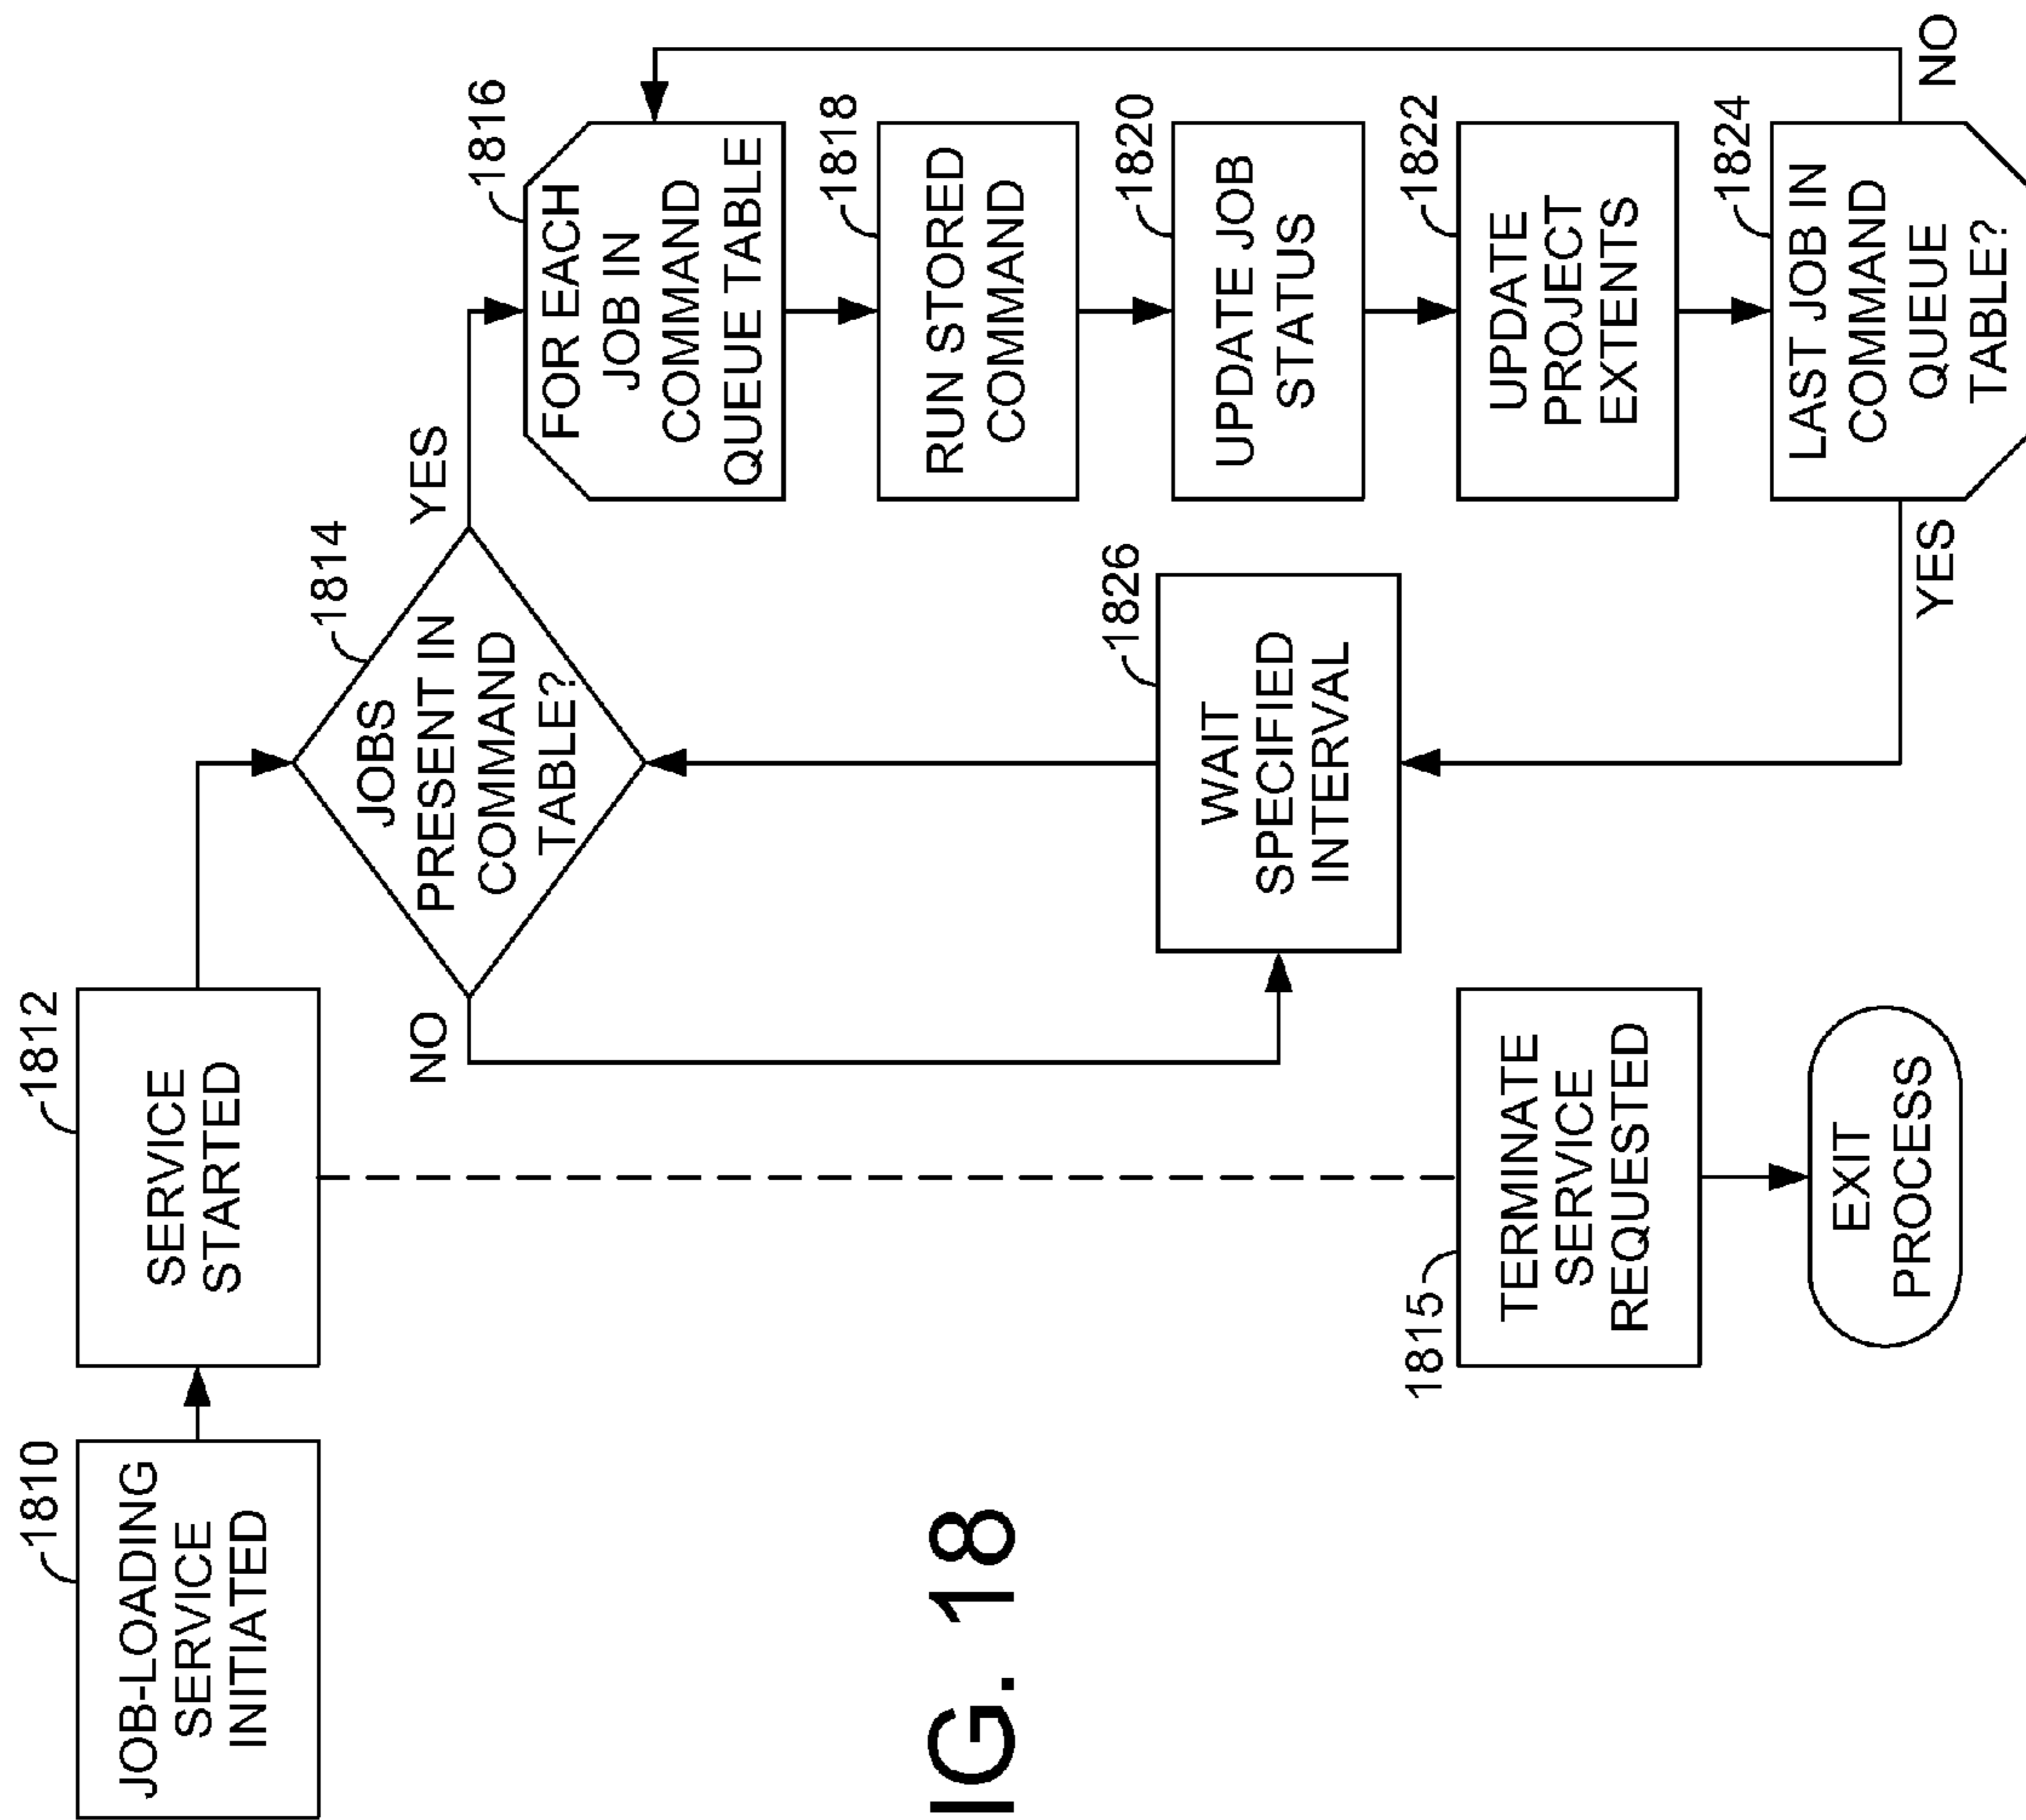 1810
JOB-LOADING
SERVICE
INITIATED
1812
SERVICE
STARTED
1814
JOBS
PRESENT IN
COMMAND
TABLE?
YES
NO
1816
FOR EACH
JOB IN
COMMAND
QUEUE TABLE
1818
RUN STORED
COMMAND
1820
UPDATE JOB
STATUS
1822
UPDATE
PROJECT
EXTENTS
1824
LAST JOB IN
COMMAND
QUEUE
TABLE?
NO
YES
1826
WAIT
SPECIFIED
INTERVAL
1815
TERMINATE
SERVICE
REQUESTED
EXIT
PROCESS
IG. 18